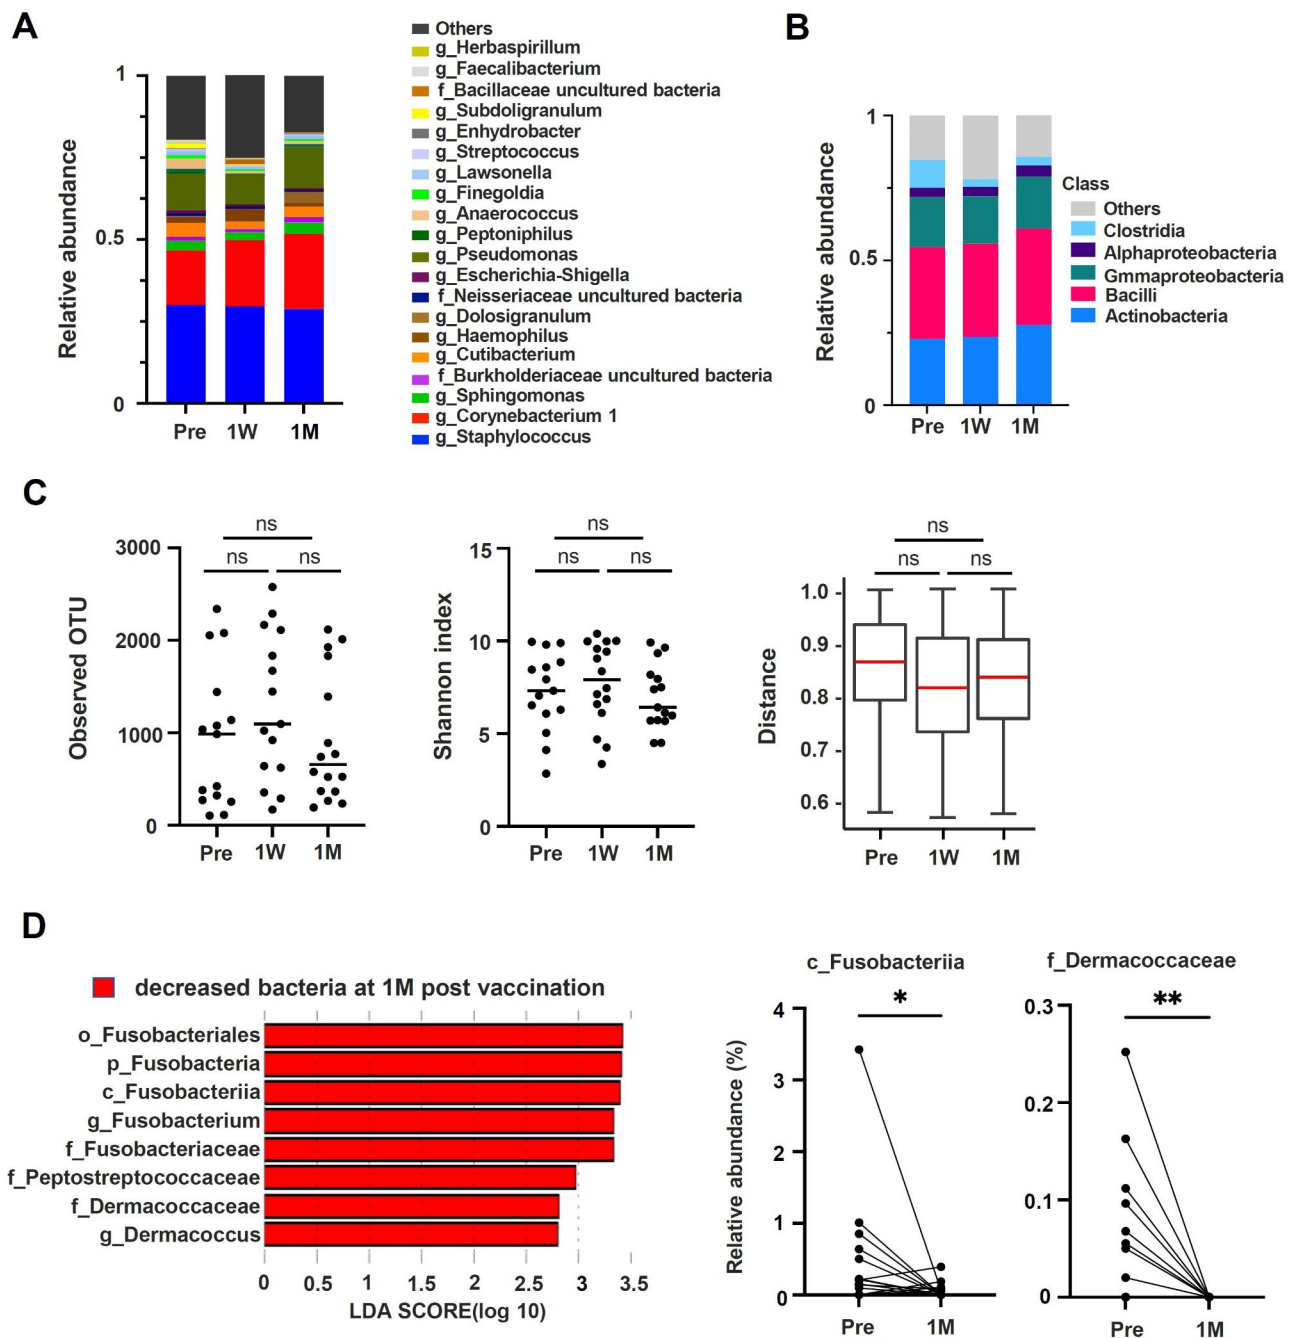 A
1
0.5
0
Relative abundance
Pre
1W
1M
Others
g_Herbaspirillum
g_Faecalibacterium
f_Bacillaceae uncultured bacteria
g_Subdoligranulum
g_Enhydrobacter
g_Streptococcus
g_Lawsonella
g_Finegoldia
g_Anaerococcus
g_Peptoniphilus
g_Pseudomonas
g_Escherichia-Shigella
f_Neisseriaceae uncultured bacteria
g_Dolosigranulum
g_Haemophilus
g_Cutibacterium
f_Burkholderiaceae uncultured bacteria
g_Sphingomonas
g_Corynebacterium 1
g_Staphylococcus
B
1
0.5
0
Relative abundance
Pre
1W
1M
Class
Others
Clostridia
Alphaproteobacteria
Gmmaproteobacteria
Bacilli
Actinobacteria
C
ns
ns
ns
3000
2000
1000
0
Observed OTU
Pre
1W
1M
ns
ns
ns
15
10
5
0
Shannon index
Pre
1W
1M
ns
ns
ns
1.0
0.9
0.8
0.7
0.6
Distance
Pre
1W
1M
D
decreased bacteria at 1M post vaccination
o_Fusobacteriales
p_Fusobacteria
c_Fusobacteriia
g_Fusobacterium
f_Fusobacteriaceae
f_Peptostreptococcaceae
f_Dermacoccaceae
g_Dermacoccus
0
0.5
1
1.5
2
2.5
3
3.5
LDA SCORE(log 10)
c_Fusobacteriia
*
4
3
2
1
0
Relative abundance (%)
Pre
1M
f_Dermacoccaceae
**
0.3
0.2
0.1
0
Pre
1M